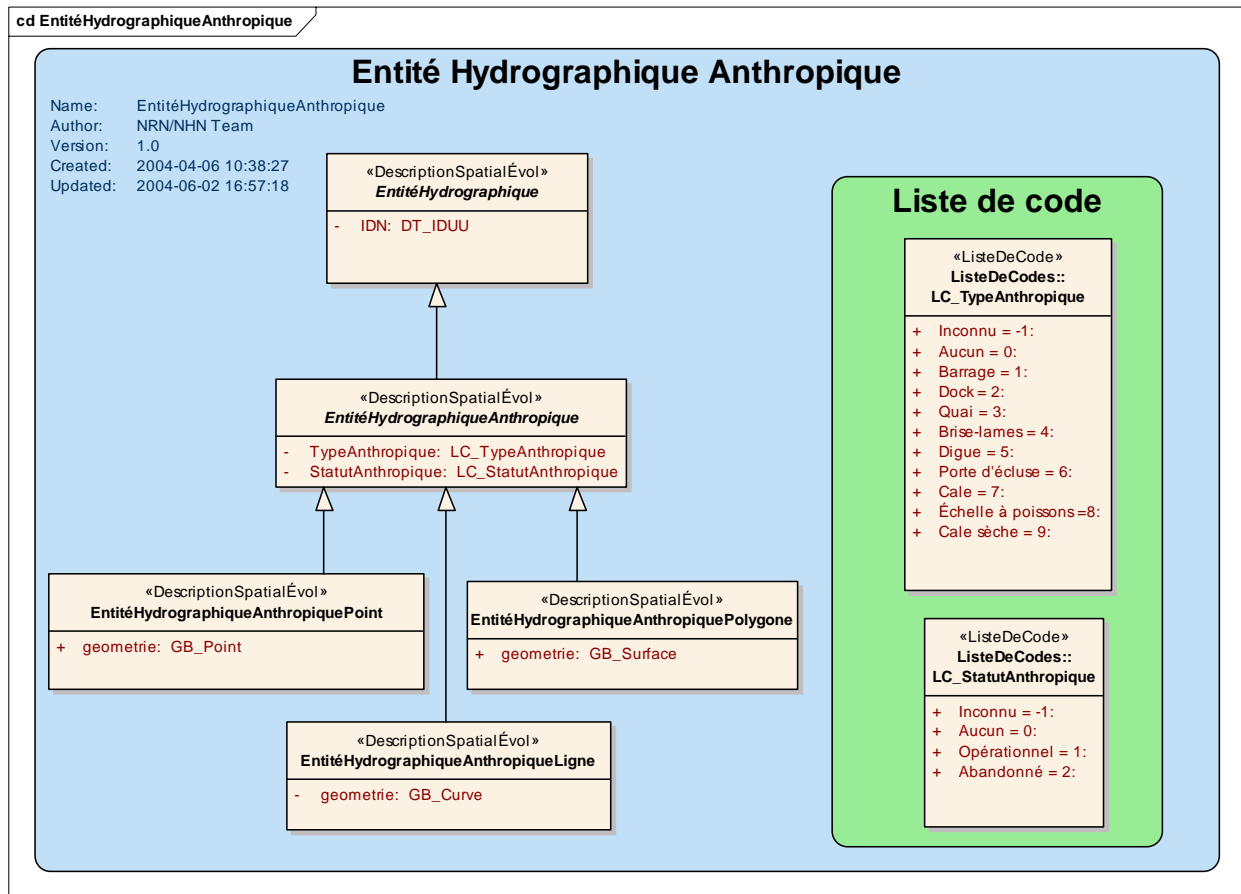 cd EntitéHydrographiqueAnthropique
Entité Hydrographique Anthropique
Name: EntitéHydrographiqueAnthropique
Author: NRN/NHN Team
Version: 1.0
Created: 2004-04-06 10:38:27
Updated: 2004-06-02 16:57:18
«DescriptionSpatialÉvol»
EntitéHydrographique
- IDN: DT_IDUU
«DescriptionSpatialÉvol»
EntitéHydrographiqueAnthropique
- TypeAnthropique: LC_TypeAnthropique
- StatutAnthropique: LC_StatutAnthropique
«DescriptionSpatialÉvol»
EntitéHydrographiqueAnthropiquePoint
+ geometrie: GB_Point
«DescriptionSpatialÉvol»
EntitéHydrographiqueAnthropiquePolygone
+ geometrie: GB_Surface
«DescriptionSpatialÉvol»
EntitéHydrographiqueAnthropiqueLigne
- geometrie: GB_Curve
Liste de code
«ListeDeCode»
ListeDeCodes::
LC_TypeAnthropique
+ Inconnu = -1:
+ Aucun = 0:
+ Barrage = 1:
+ Dock = 2:
+ Quai = 3:
+ Brise-lames = 4:
+ Digue = 5:
+ Porte d'écluse = 6:
+ Cale = 7:
+ Échelle à poissons =8:
+ Cale sèche = 9:
«ListeDeCode»
ListeDeCodes::
LC_StatutAnthropique
+ Inconnu = -1:
+ Aucun = 0:
+ Opérationnel = 1:
+ Abandonné = 2: